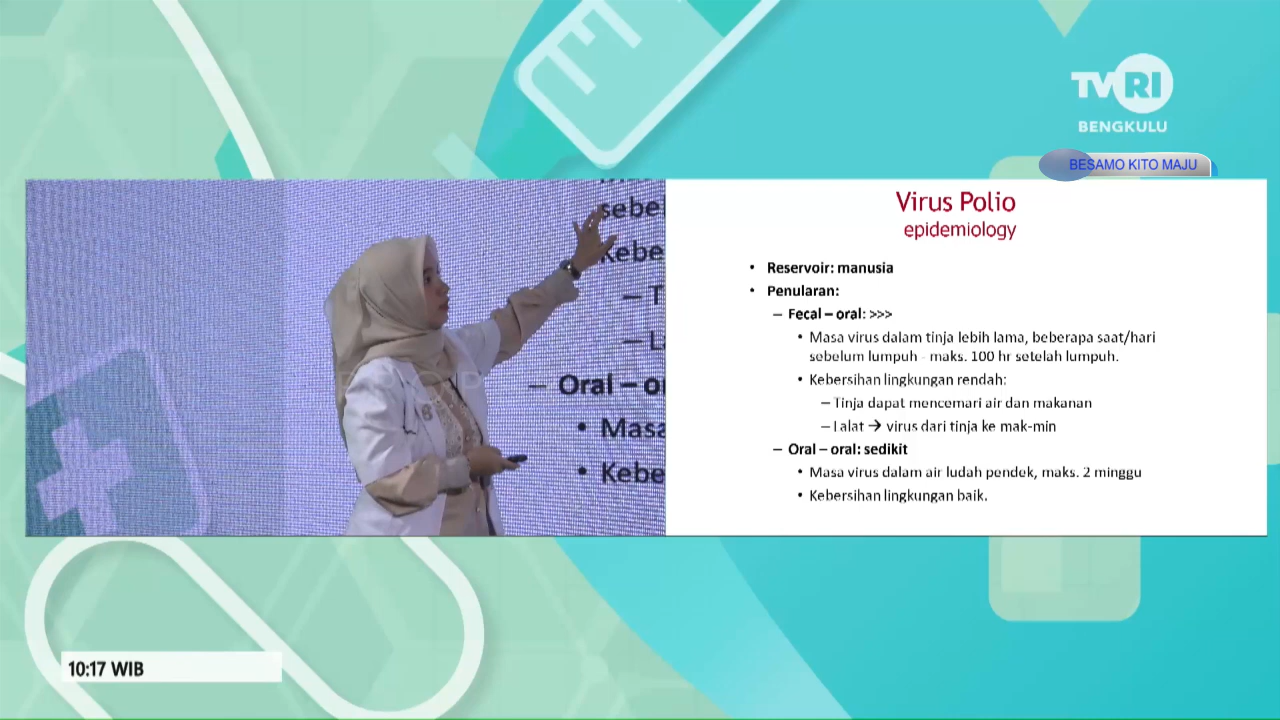 TVRI
BENGKULU
BESAMO KITO MAJU
sebe
Kebe
– T
– L
– Oral – o
• Masa
• Kebe
Virus Polio
epidemiology
• Reservoir: manusia
• Penularan:
– Fecal – oral: >>>
• Masa virus dalam tinja lebih lama, beberapa saat/hari
sebelum lumpuh - maks. 100 hr setelah lumpuh.
• Kebersihan lingkungan rendah:
– Tinja dapat mencemari air dan makanan
– Lalat → virus dari tinja ke mak-min
– Oral – oral: sedikit
• Masa virus dalam air ludah pendek, maks. 2 minggu
• Kebersihan lingkungan baik.
10:17 WIB